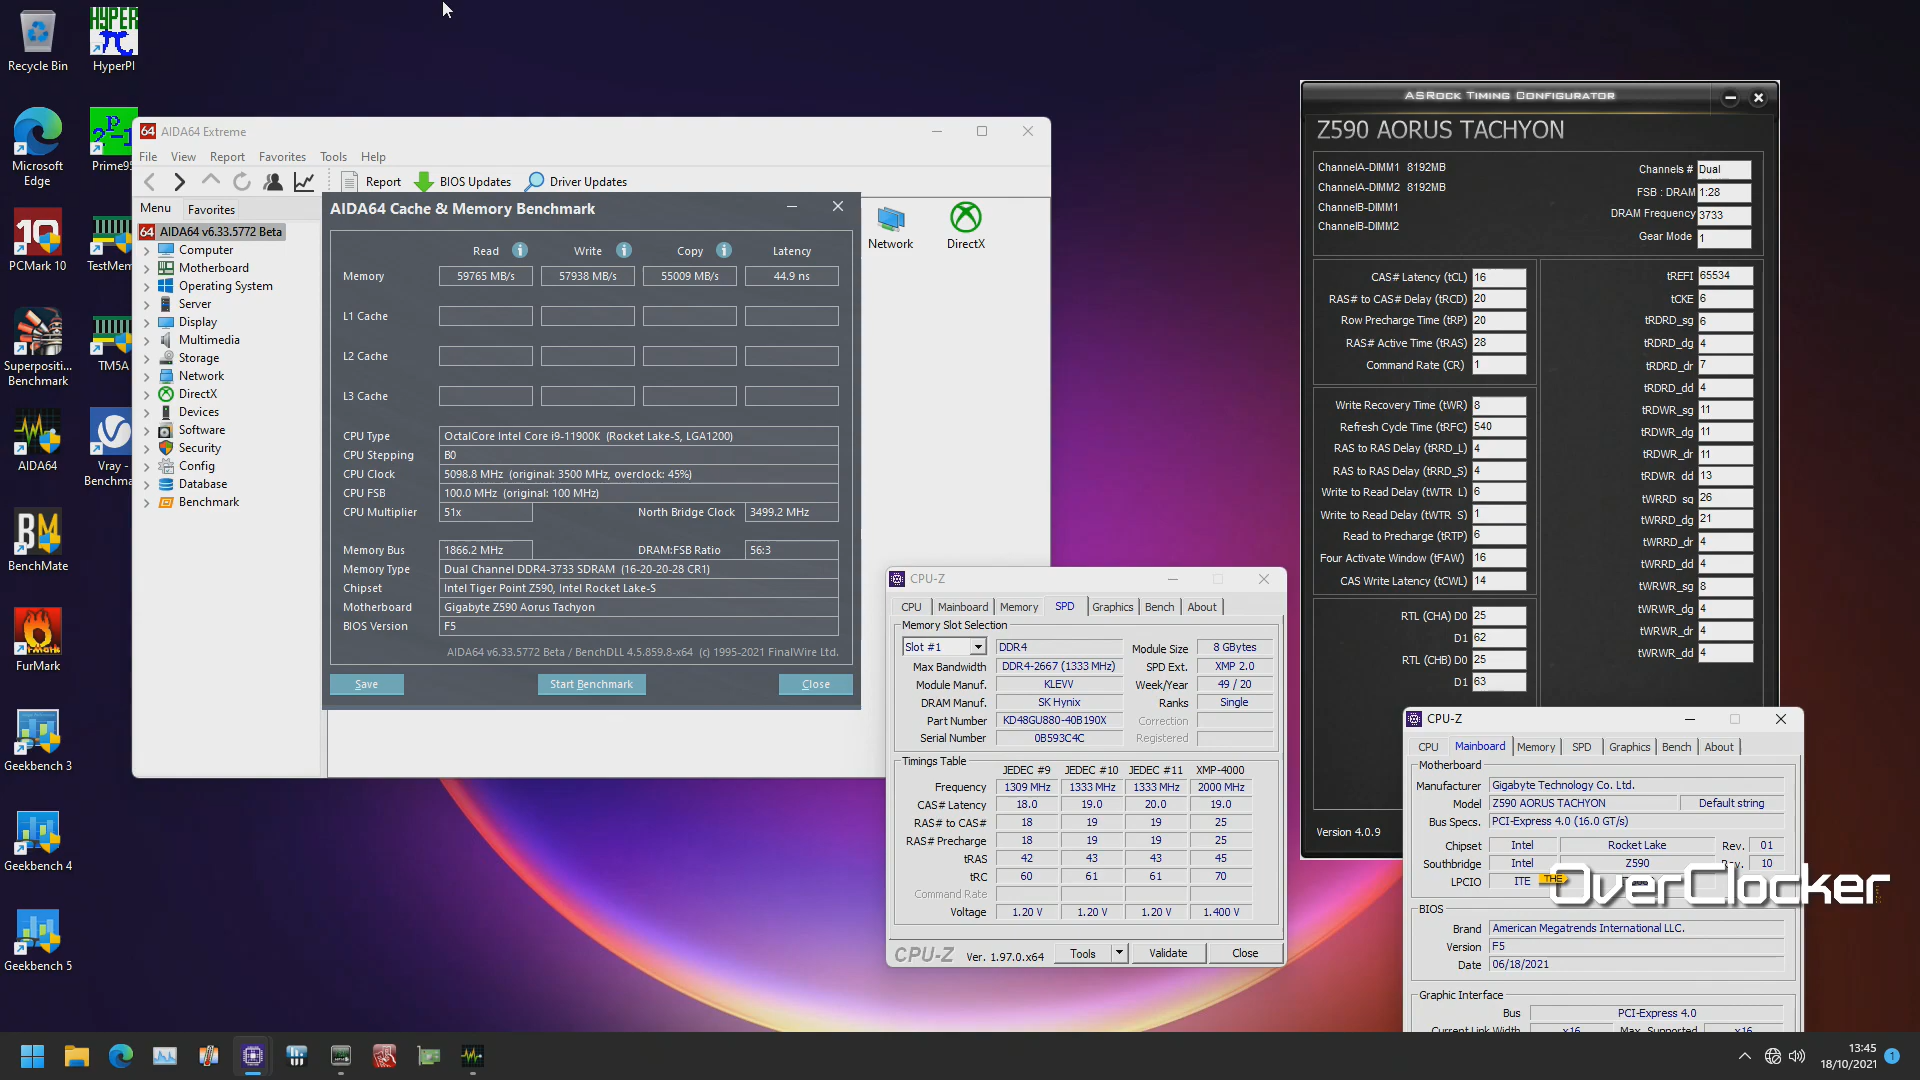 Recycle Bin
HyperPI
Microsoft
Edge
Prime95
PCMark 10
TestMem
Superpositi...
Benchmark
TM5A
AIDA64
Vray -
Benchma
BenchMate
FurMark
Geekbench 3
Geekbench 4
Geekbench 5
64 AIDA64 Extreme
File View Report Favorites Tools Help
Report BIOS Updates Driver Updates
Menu Favorites
64 AIDA64 v6.33.5772 Beta
Computer
Motherboard
Operating System
Server
Display
Multimedia
Storage
Network
DirectX
Devices
Software
Security
Config
Database
Benchmark
Network DirectX
AIDA64 Cache & Memory Benchmark
Read Write Copy Latency
Memory 59765 MB/s 57938 MB/s 55009 MB/s 44.9 ns
L1 Cache
L2 Cache
L3 Cache
CPU Type OctalCore Intel Core i9-11900K (Rocket Lake-S, LGA1200)
CPU Stepping B0
CPU Clock 5098.8 MHz (original: 3500 MHz, overclock: 45%)
CPU FSB 100.0 MHz (original: 100 MHz)
CPU Multiplier 51x North Bridge Clock 3499.2 MHz
Memory Bus 1866.2 MHz DRAM:FSB Ratio 56:3
Memory Type Dual Channel DDR4-3733 SDRAM (16-20-20-28 CR1)
Chipset Intel Tiger Point Z590, Intel Rocket Lake-S
Motherboard Gigabyte Z590 Aorus Tachyon
BIOS Version F5
AIDA64 v6.33.5772 Beta / BenchDLL 4.5.859.8-x64 (c) 1995-2021 FinalWire Ltd.
Save Start Benchmark Close
CPU-Z
CPU Mainboard Memory SPD Graphics Bench About
Memory Slot Selection
Slot #1 DDR4 Module Size 8 GBytes
Max Bandwidth DDR4-2667 (1333 MHz) SPD Ext. XMP 2.0
Module Manuf. KLEVV Week/Year 49 / 20
DRAM Manuf. SK Hynix Ranks Single
Part Number KD48GU880-40B190X Correction
Serial Number 0B593C4C Registered
Timings Table
JEDEC #9 JEDEC #10 JEDEC #11 XMP-4000
Frequency 1309 MHz 1333 MHz 1333 MHz 2000 MHz
CAS# Latency 18.0 19.0 20.0 19.0
RAS# to CAS# 18 19 19 25
RAS# Precharge 18 19 19 25
tRAS 42 43 43 45
tRC 60 61 61 70
Command Rate
Voltage 1.20 V 1.20 V 1.20 V 1.400 V
CPU-Z Ver. 1.97.0.x64 Tools Validate Close
ASRock Timing Configurator
Z590 AORUS TACHYON
ChannelA-DIMM1 8192MB
ChannelA-DIMM2 8192MB
ChannelB-DIMM1
ChannelB-DIMM2
Channels # Dual
FSB : DRAM 1:28
DRAM Frequency 3733
Gear Mode 1
CAS# Latency (tCL) 16
RAS# to CAS# Delay (tRCD) 20
Row Precharge Time (tRP) 20
RAS# Active Time (tRAS) 28
Command Rate (CR) 1
Write Recovery Time (tWR) 8
Refresh Cycle Time (tRFC) 540
RAS to RAS Delay (tRRD_L) 4
RAS to RAS Delay (tRRD_S) 4
Write to Read Delay (tWTR_L) 6
Write to Read Delay (tWTR_S) 1
Read to Precharge (tRTP) 6
Four Activate Window (tFAW) 16
CAS Write Latency (tCWL) 14
RTL (CHA) D0 25
D1 62
RTL (CHB) D0 25
D1 63
tREFI 65534
tCKE 6
tRDRD_sg 6
tRDRD_dg 4
tRDRD_dr 7
tRDRD_dd 4
tRDWR_sg 11
tRDWR_dg 11
tRDWR_dr 11
tRDWR_dd 13
tWRRD_sg 26
tWRRD_dg 21
tWRRD_dr 4
tWRRD_dd 4
tWRWR_sg 8
tWRWR_dg 4
tWRWR_dr 4
tWRWR_dd 4
Version 4.0.9
CPU-Z
CPU Mainboard Memory SPD Graphics Bench About
Motherboard
Manufacturer Gigabyte Technology Co. Ltd.
Model Z590 AORUS TACHYON Default string
Bus Specs. PCI-Express 4.0 (16.0 GT/s)
Chipset Intel Rocket Lake Rev. 01
Southbridge Intel Z590 Rev. 10
LPCIO ITE
THE OverClocker
BIOS
Brand American Megatrends International LLC.
Version F5
Date 06/18/2021
Graphic Interface
Bus PCI-Express 4.0
Current Link Width x16 Max. Supported x16
13:45
18/10/2021 1